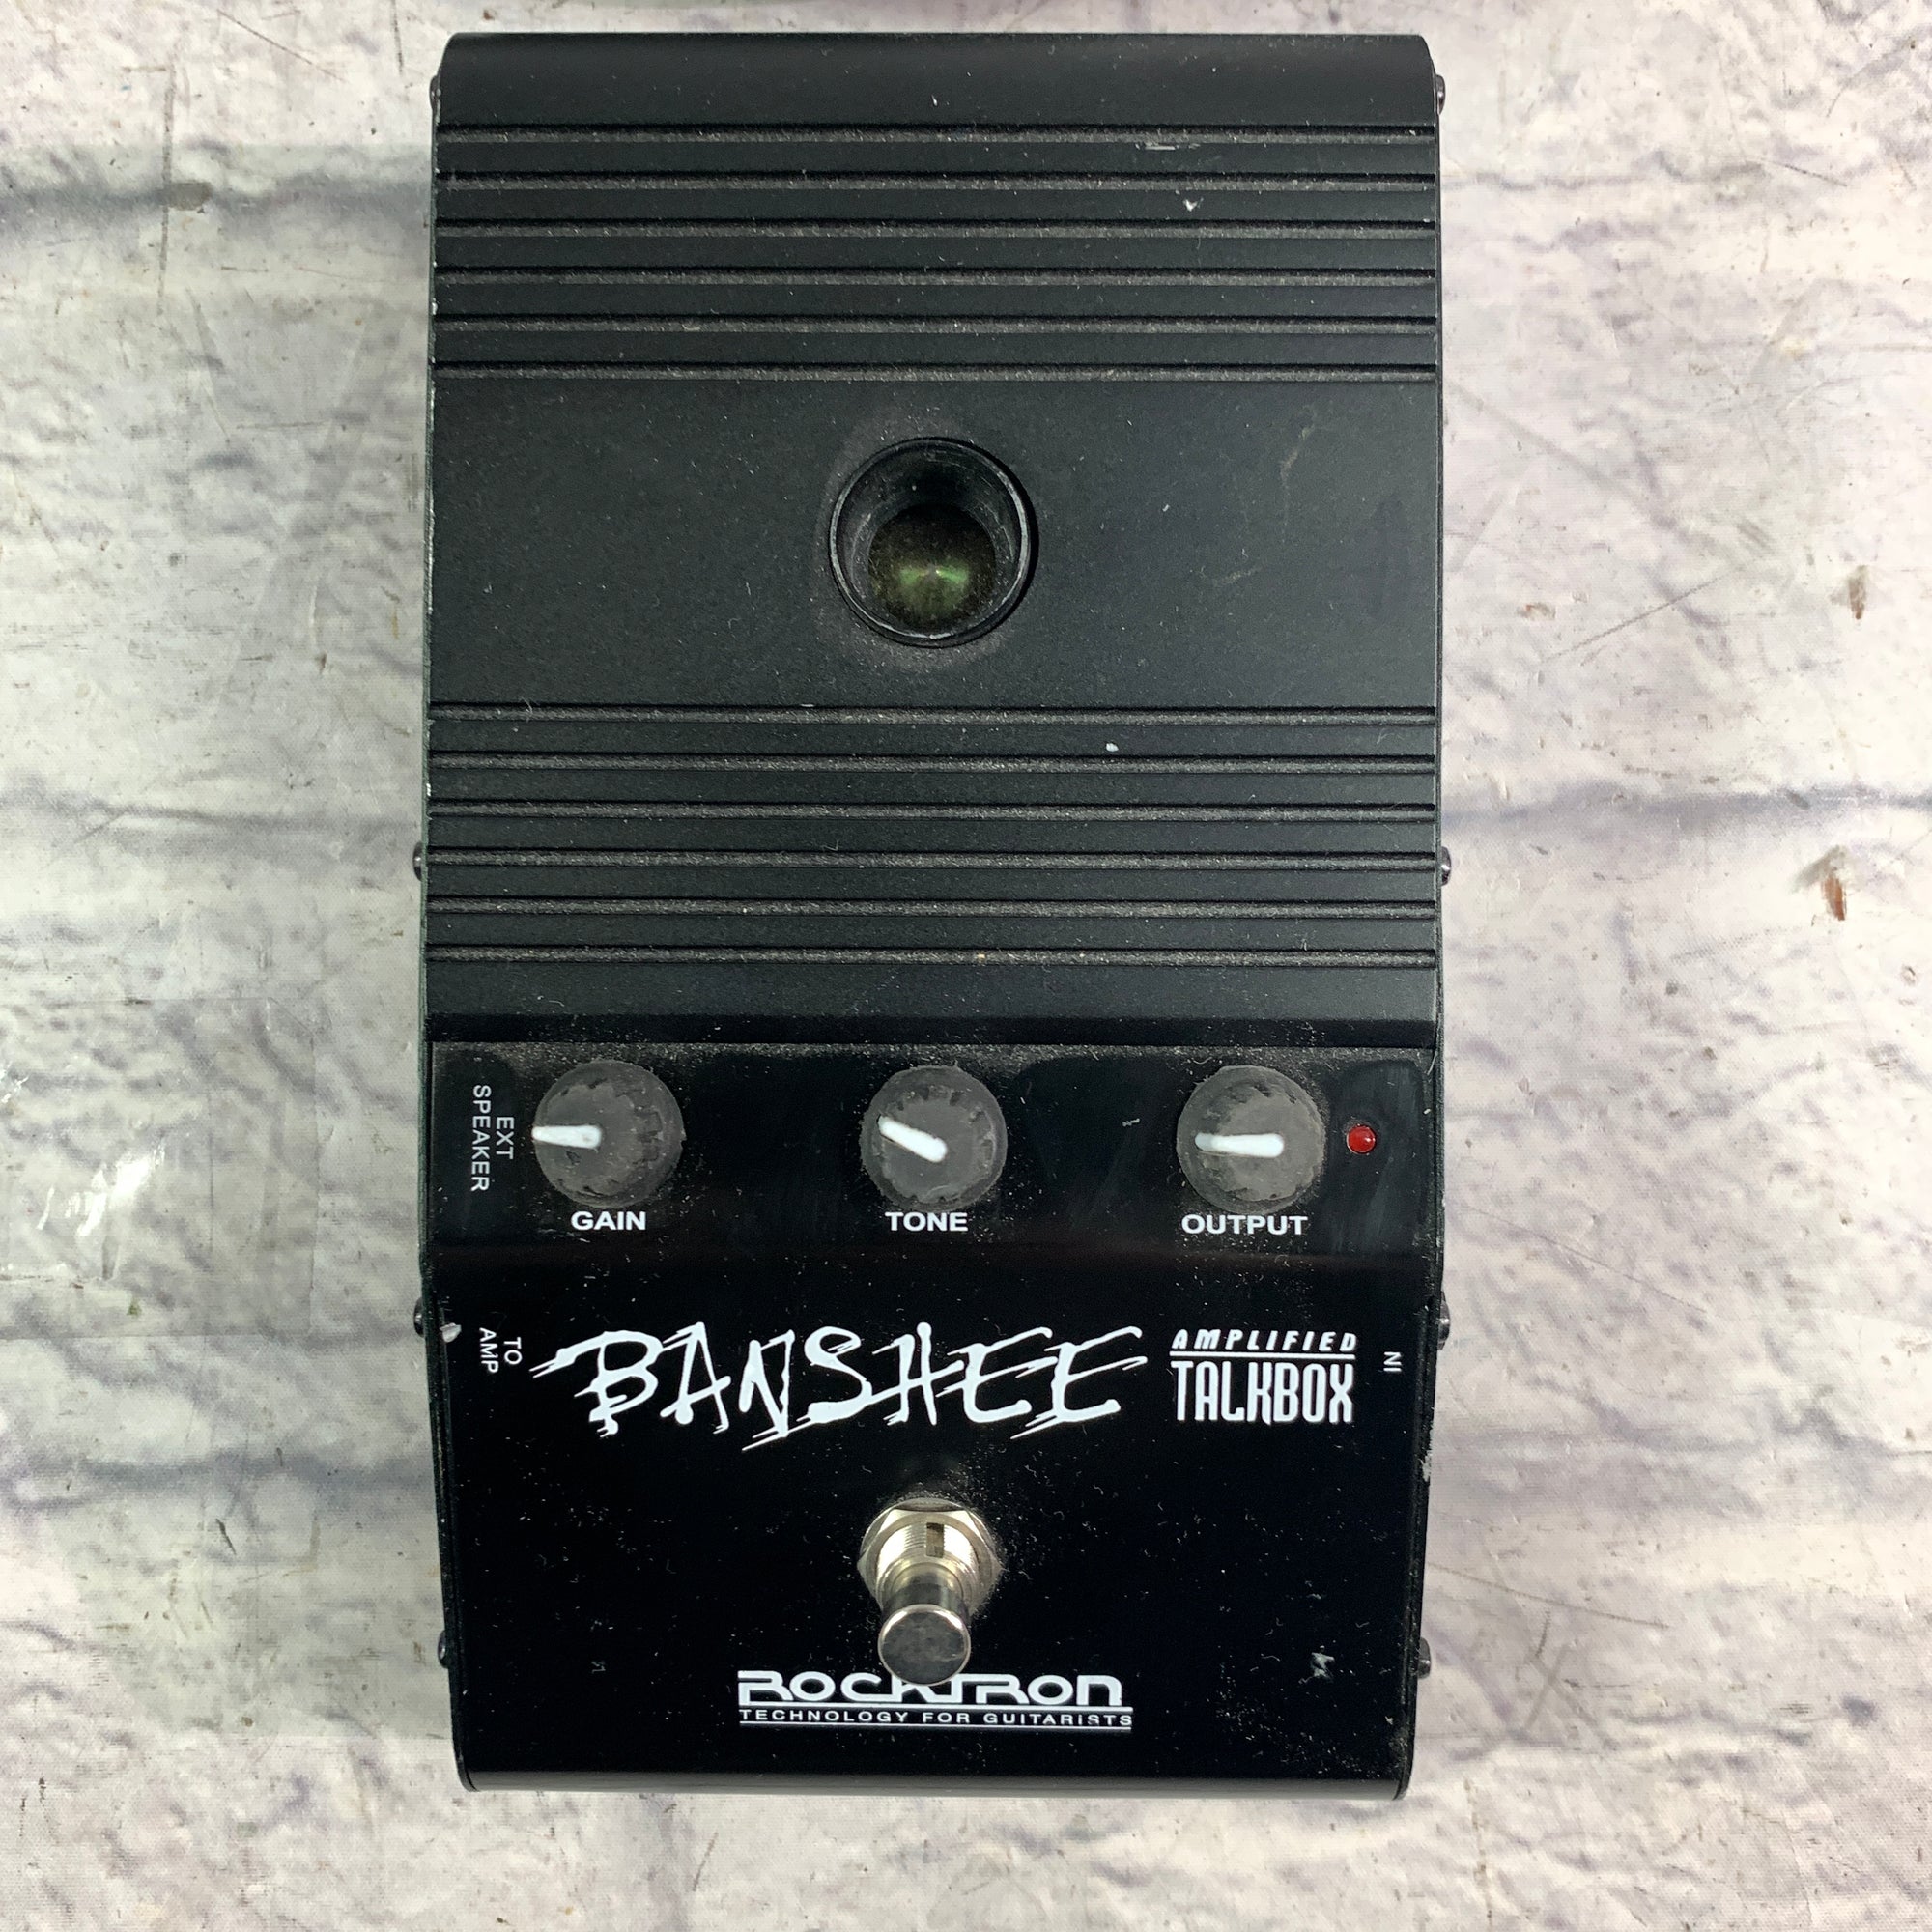 EXT
SPEAKER
GAIN
TONE
OUTPUT
TO
AMP
BANSHEE
AMPLIFIED
TALKBOX
IN
ROCKTRON
TECHNOLOGY FOR GUITARISTS